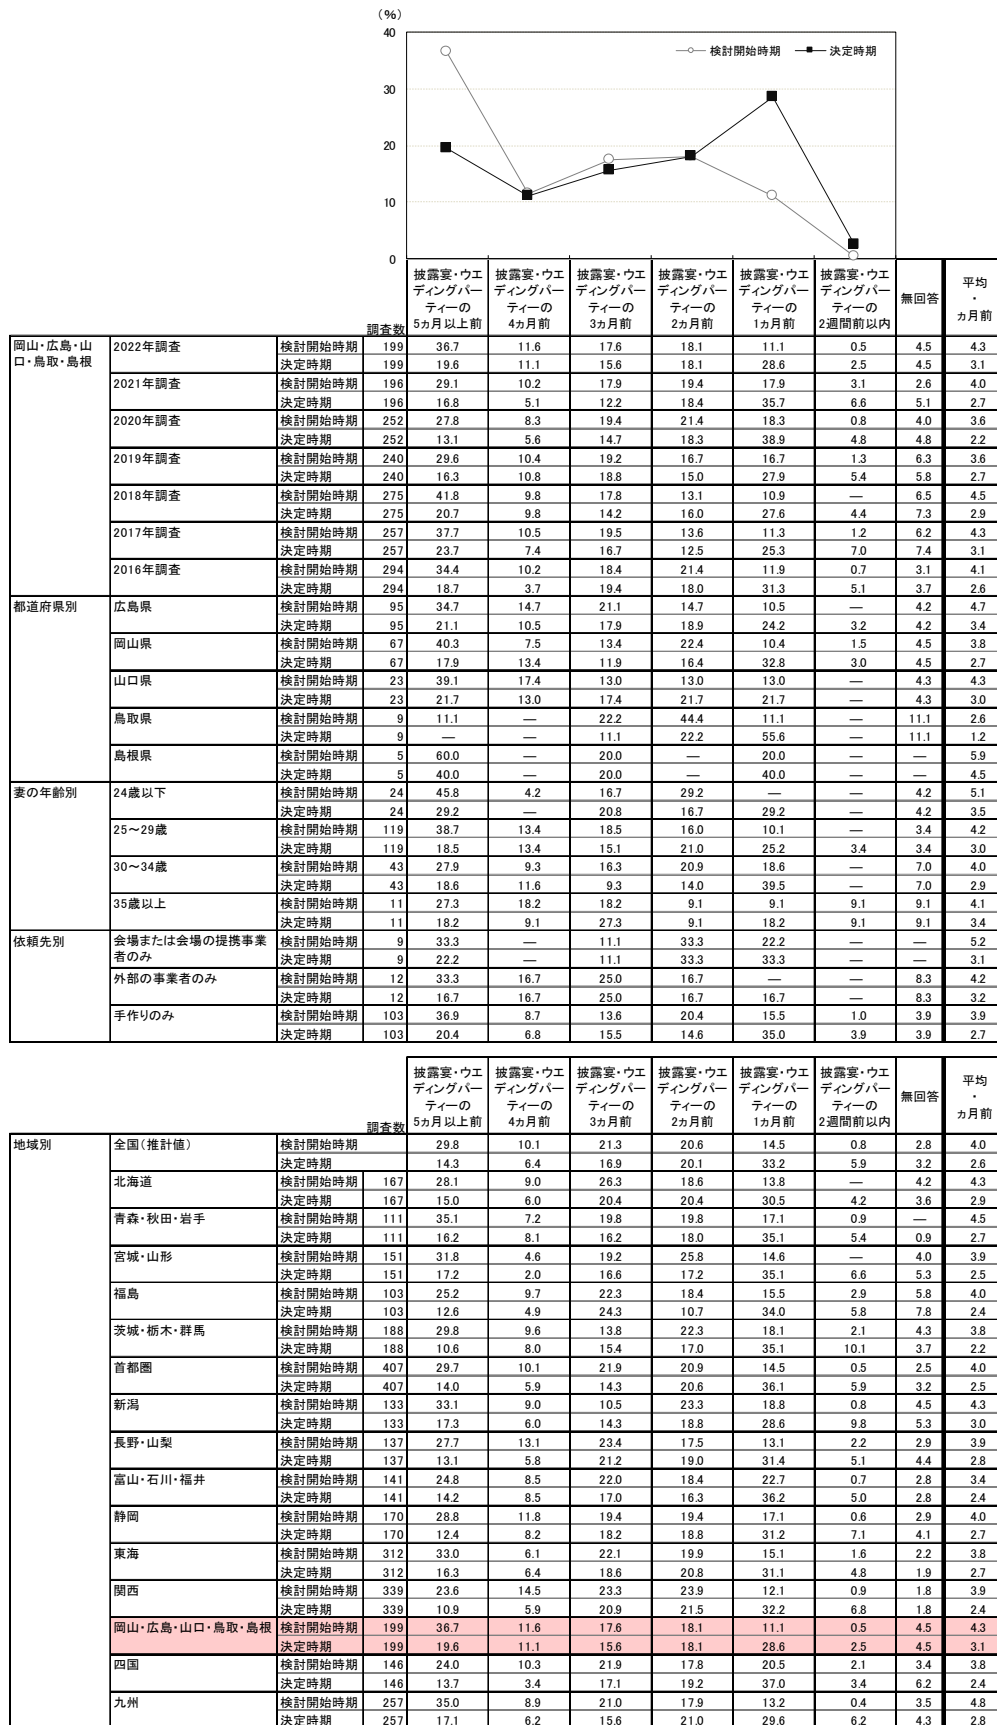 (%)
40
30
20
10
0
検討開始時期 決定時期
調査数 披露宴・ウエディングパーティーの5ヵ月以上前 披露宴・ウエディングパーティーの4ヵ月前 披露宴・ウエディングパーティーの3ヵ月前 披露宴・ウエディングパーティーの2ヵ月前 披露宴・ウエディングパーティーの1ヵ月前 披露宴・ウエディングパーティーの2週間前以内 無回答 平均・ヵ月前
岡山・広島・山口・鳥取・島根 2022年調査 検討開始時期 199 36.7 11.6 17.6 18.1 11.1 0.5 4.5 4.3
決定時期 199 19.6 11.1 15.6 18.1 28.6 2.5 4.5 3.1
2021年調査 検討開始時期 196 29.1 10.2 17.9 19.4 17.9 3.1 2.6 4.0
決定時期 196 16.8 5.1 12.2 18.4 35.7 6.6 5.1 2.7
2020年調査 検討開始時期 252 27.8 8.3 19.4 21.4 18.3 0.8 4.0 3.6
決定時期 252 13.1 5.6 14.7 18.3 38.9 4.8 4.8 2.2
2019年調査 検討開始時期 240 29.6 10.4 19.2 16.7 16.7 1.3 6.3 3.6
決定時期 240 16.3 10.8 18.8 15.0 27.9 5.4 5.8 2.7
2018年調査 検討開始時期 275 41.8 9.8 17.8 13.1 10.9 — 6.5 4.5
決定時期 275 20.7 9.8 14.2 16.0 27.6 4.4 7.3 2.9
2017年調査 検討開始時期 257 37.7 10.5 19.5 13.6 11.3 1.2 6.2 4.3
決定時期 257 23.7 7.4 16.7 12.5 25.3 7.0 7.4 3.1
2016年調査 検討開始時期 294 34.4 10.2 18.4 21.4 11.9 0.7 3.1 4.1
決定時期 294 18.7 3.7 19.4 18.0 31.3 5.1 3.7 2.6
都道府県別 広島県 検討開始時期 95 34.7 14.7 21.1 14.7 10.5 — 4.2 4.7
決定時期 95 21.1 10.5 17.9 18.9 24.2 3.2 4.2 3.4
岡山県 検討開始時期 67 40.3 7.5 13.4 22.4 10.4 1.5 4.5 3.8
決定時期 67 17.9 13.4 11.9 16.4 32.8 3.0 4.5 2.7
山口県 検討開始時期 23 39.1 17.4 13.0 13.0 13.0 — 4.3 4.3
決定時期 23 21.7 13.0 17.4 21.7 21.7 — 4.3 3.0
鳥取県 検討開始時期 9 11.1 — 22.2 44.4 11.1 — 11.1 2.6
決定時期 9 — — 11.1 22.2 55.6 — 11.1 1.2
島根県 検討開始時期 5 60.0 — 20.0 — 20.0 — — 5.9
決定時期 5 40.0 — 20.0 — 40.0 — — 4.5
妻の年齢別 24歳以下 検討開始時期 24 45.8 4.2 16.7 29.2 — — 4.2 5.1
決定時期 24 29.2 — 20.8 16.7 29.2 — 4.2 3.5
25～29歳 検討開始時期 119 38.7 13.4 18.5 16.0 10.1 — 3.4 4.2
決定時期 119 18.5 13.4 15.1 21.0 25.2 3.4 3.4 3.0
30～34歳 検討開始時期 43 27.9 9.3 16.3 20.9 18.6 — 7.0 4.0
決定時期 43 18.6 11.6 9.3 14.0 39.5 — 7.0 2.9
35歳以上 検討開始時期 11 27.3 18.2 18.2 9.1 9.1 9.1 9.1 4.1
決定時期 11 18.2 9.1 27.3 9.1 18.2 9.1 9.1 3.4
依頼先別 会場または会場の提携事業者のみ 検討開始時期 9 33.3 — 11.1 33.3 22.2 — — 5.2
決定時期 9 22.2 — 11.1 33.3 33.3 — — 3.1
外部の事業者のみ 検討開始時期 12 33.3 16.7 25.0 16.7 — — 8.3 4.2
決定時期 12 16.7 16.7 25.0 16.7 16.7 — 8.3 3.2
手作りのみ 検討開始時期 103 36.9 8.7 13.6 20.4 15.5 1.0 3.9 3.9
決定時期 103 20.4 6.8 15.5 14.6 35.0 3.9 3.9 2.7
調査数 披露宴・ウエディングパーティーの5ヵ月以上前 披露宴・ウエディングパーティーの4ヵ月前 披露宴・ウエディングパーティーの3ヵ月前 披露宴・ウエディングパーティーの2ヵ月前 披露宴・ウエディングパーティーの1ヵ月前 披露宴・ウエディングパーティーの2週間前以内 無回答 平均・ヵ月前
地域別 全国(推計値) 検討開始時期 29.8 10.1 21.3 20.6 14.5 0.8 2.8 4.0
決定時期 14.3 6.4 16.9 20.1 33.2 5.9 3.2 2.6
北海道 検討開始時期 167 28.1 9.0 26.3 18.6 13.8 — 4.2 4.3
決定時期 167 15.0 6.0 20.4 20.4 30.5 4.2 3.6 2.9
青森・秋田・岩手 検討開始時期 111 35.1 7.2 19.8 19.8 17.1 0.9 — 4.5
決定時期 111 16.2 8.1 16.2 18.0 35.1 5.4 0.9 2.7
宮城・山形 検討開始時期 151 31.8 4.6 19.2 25.8 14.6 — 4.0 3.9
決定時期 151 17.2 2.0 16.6 17.2 35.1 6.6 5.3 2.5
福島 検討開始時期 103 25.2 9.7 22.3 18.4 15.5 2.9 5.8 4.0
決定時期 103 12.6 4.9 24.3 10.7 34.0 5.8 7.8 2.4
茨城・栃木・群馬 検討開始時期 188 29.8 9.6 13.8 22.3 18.1 2.1 4.3 3.8
決定時期 188 10.6 8.0 15.4 17.0 35.1 10.1 3.7 2.2
首都圏 検討開始時期 407 29.7 10.1 21.9 20.9 14.5 0.5 2.5 4.0
決定時期 407 14.0 5.9 14.3 20.6 36.1 5.9 3.2 2.5
新潟 検討開始時期 133 33.1 9.0 10.5 23.3 18.8 0.8 4.5 4.3
決定時期 133 17.3 6.0 14.3 18.8 28.6 9.8 5.3 3.0
長野・山梨 検討開始時期 137 27.7 13.1 23.4 17.5 13.1 2.2 2.9 3.9
決定時期 137 13.1 5.8 21.2 19.0 31.4 5.1 4.4 2.8
富山・石川・福井 検討開始時期 141 24.8 8.5 22.0 18.4 22.7 0.7 2.8 3.4
決定時期 141 14.2 8.5 17.0 16.3 36.2 5.0 2.8 2.4
静岡 検討開始時期 170 28.8 11.8 19.4 19.4 17.1 0.6 2.9 4.0
決定時期 170 12.4 8.2 18.2 18.8 31.2 7.1 4.1 2.7
東海 検討開始時期 312 33.0 6.1 22.1 19.9 15.1 1.6 2.2 3.8
決定時期 312 16.3 6.4 18.6 20.8 31.1 4.8 1.9 2.7
関西 検討開始時期 339 23.6 14.5 23.3 23.9 12.1 0.9 1.8 3.9
決定時期 339 10.9 5.9 20.9 21.5 32.2 6.8 1.8 2.4
岡山・広島・山口・鳥取・島根 検討開始時期 199 36.7 11.6 17.6 18.1 11.1 0.5 4.5 4.3
決定時期 199 19.6 11.1 15.6 18.1 28.6 2.5 4.5 3.1
四国 検討開始時期 146 24.0 10.3 21.9 17.8 20.5 2.1 3.4 3.8
決定時期 146 13.7 3.4 17.1 19.2 37.0 3.4 6.2 2.4
九州 検討開始時期 257 35.0 8.9 21.0 17.9 13.2 0.4 3.5 4.8
決定時期 257 17.1 6.2 15.6 21.0 29.6 6.2 4.3 2.8